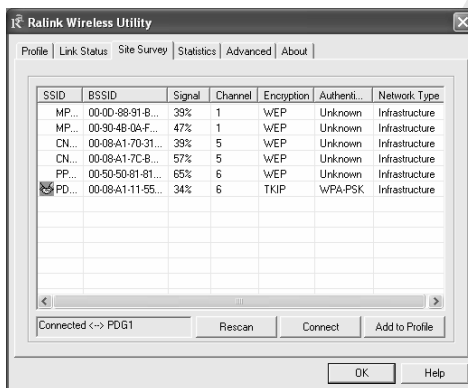 Ralink Wireless Utility
Profile Link Status Site Survey Statistics Advanced About
SSID BSSID Signal Channel Encryption Authenti... Network Type
MP... 00-0D-88-91-B... 39% 1 WEP Unknown Infrastructure
MP... 00-90-4B-0A-F... 47% 1 WEP Unknown Infrastructure
CN... 00-08-A1-70-31... 39% 5 WEP Unknown Infrastructure
CN... 00-08-A1-7C-B... 57% 5 WEP Unknown Infrastructure
PP... 00-50-50-81-81... 65% 6 WEP Unknown Infrastructure
PD... 00-08-A1-11-55... 34% 6 TKIP WPA-PSK Infrastructure
Connected <--> PDG1 Rescan Connect Add to Profile
OK Help